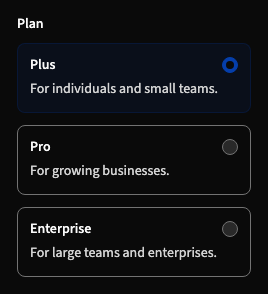 Plan
Plus
For individuals and small teams.
Pro
For growing businesses.
Enterprise
For large teams and enterprises.